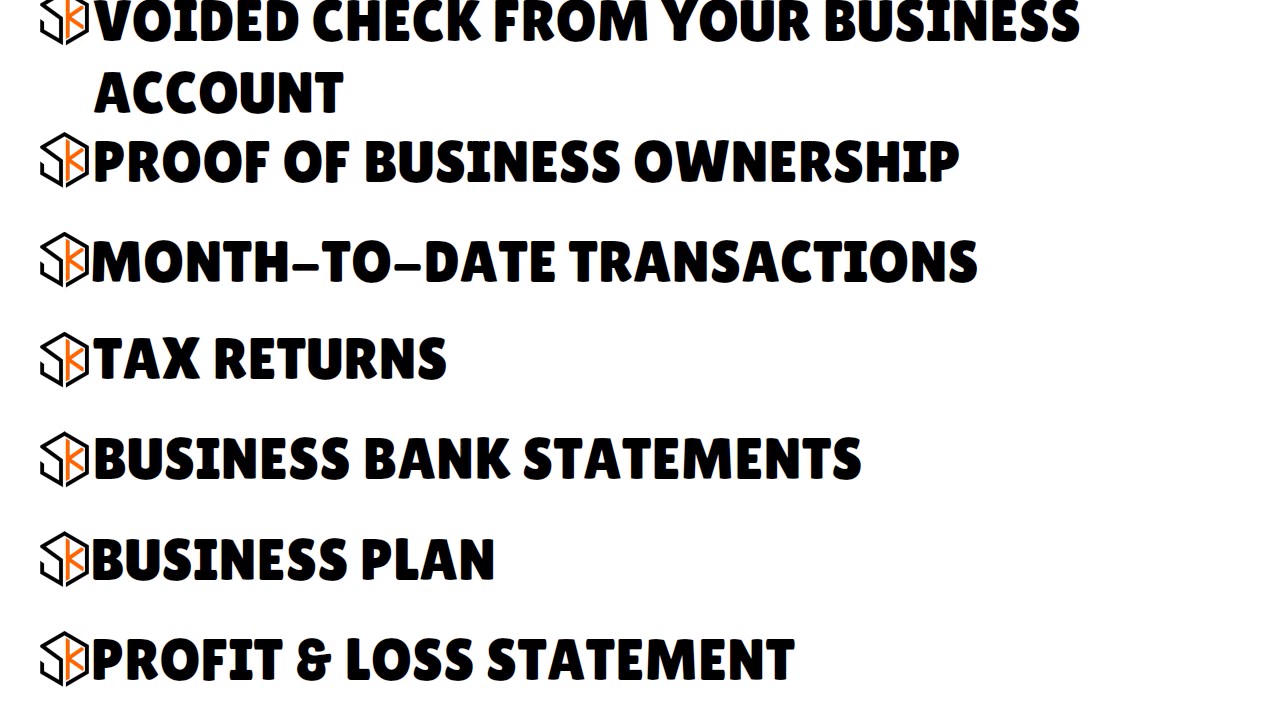 VOIDED CHECK FROM YOUR BUSINESS
ACCOUNT
PROOF OF BUSINESS OWNERSHIP
MONTH-TO-DATE TRANSACTIONS
TAX RETURNS
BUSINESS BANK STATEMENTS
BUSINESS PLAN
PROFIT & LOSS STATEMENT